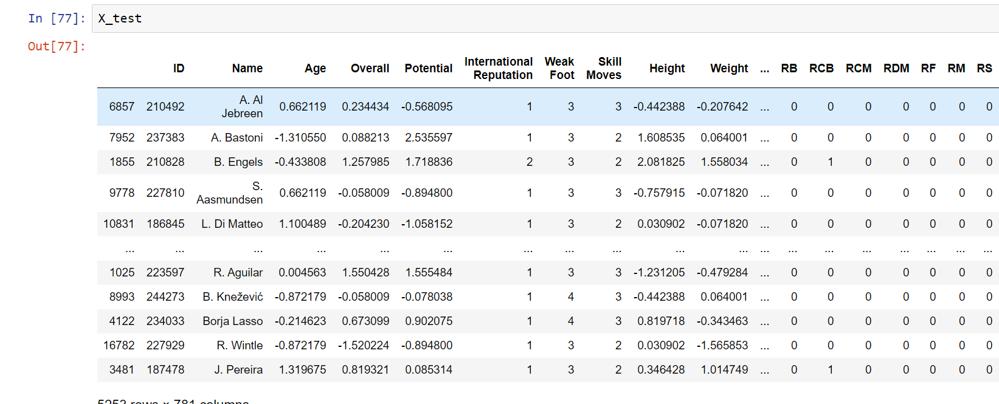 In [77]: X_test
Out[77]:
ID Name Age Overall Potential International Reputation Weak Foot Skill Moves Height Weight ... RB RCB RCM RDM RF RM RS
6857 210492 A. Al Jebreen 0.662119 0.234434 -0.568095 1 3 3 -0.442388 -0.207642 ... 0 0 0 0 0 0 0
7952 237383 A. Bastoni -1.310550 0.088213 2.535597 1 3 2 1.608535 0.064001 ... 0 0 0 0 0 0 0
1855 210828 B. Engels -0.433808 1.257985 1.718836 2 3 2 2.081825 1.558034 ... 0 1 0 0 0 0 0
9778 227810 S. Aasmundsen 0.662119 -0.058009 -0.894800 1 3 3 -0.757915 -0.071820 ... 0 0 0 0 0 0 0
10831 186845 L. Di Matteo 1.100489 -0.204230 -1.058152 1 3 2 0.030902 -0.071820 ... 0 0 0 0 0 0 0
... ... ... ... ... ... ... ... ... ... ... ... ... ... ... ... ... ... ...
1025 223597 R. Aguilar 0.004563 1.550428 1.555484 1 3 3 -1.231205 -0.479284 ... 0 0 0 0 0 0 0
8993 244273 B. Knežević -0.872179 -0.058009 -0.078038 1 4 3 -0.442388 0.064001 ... 0 0 0 0 0 0 0
4122 234033 Borja Lasso -0.214623 0.673099 0.902075 1 4 3 0.819718 -0.343463 ... 0 0 0 0 0 0 0
16782 227929 R. Wintle -0.872179 -1.520224 -0.894800 1 3 2 0.030902 -1.565853 ... 0 0 0 0 0 0 0
3481 187478 J. Pereira 1.319675 0.819321 0.085314 1 3 2 0.346428 1.014749 ... 0 1 0 0 0 0 0
rows × 781 columns